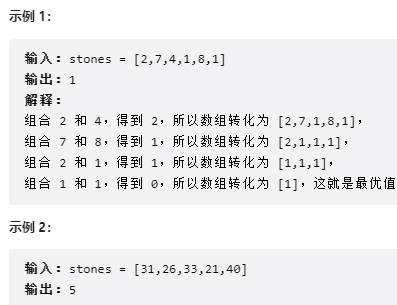 示例 1：
输入：stones = [2,7,4,1,8,1]
输出：1
解释：
组合 2 和 4，得到 2，所以数组转化为 [2,7,1,8,1]，
组合 7 和 8，得到 1，所以数组转化为 [2,1,1,1]，
组合 2 和 1，得到 1，所以数组转化为 [1,1,1]，
组合 1 和 1，得到 0，所以数组转化为 [1]，这就是最优值
示例 2：
输入：stones = [31,26,33,21,40]
输出：5